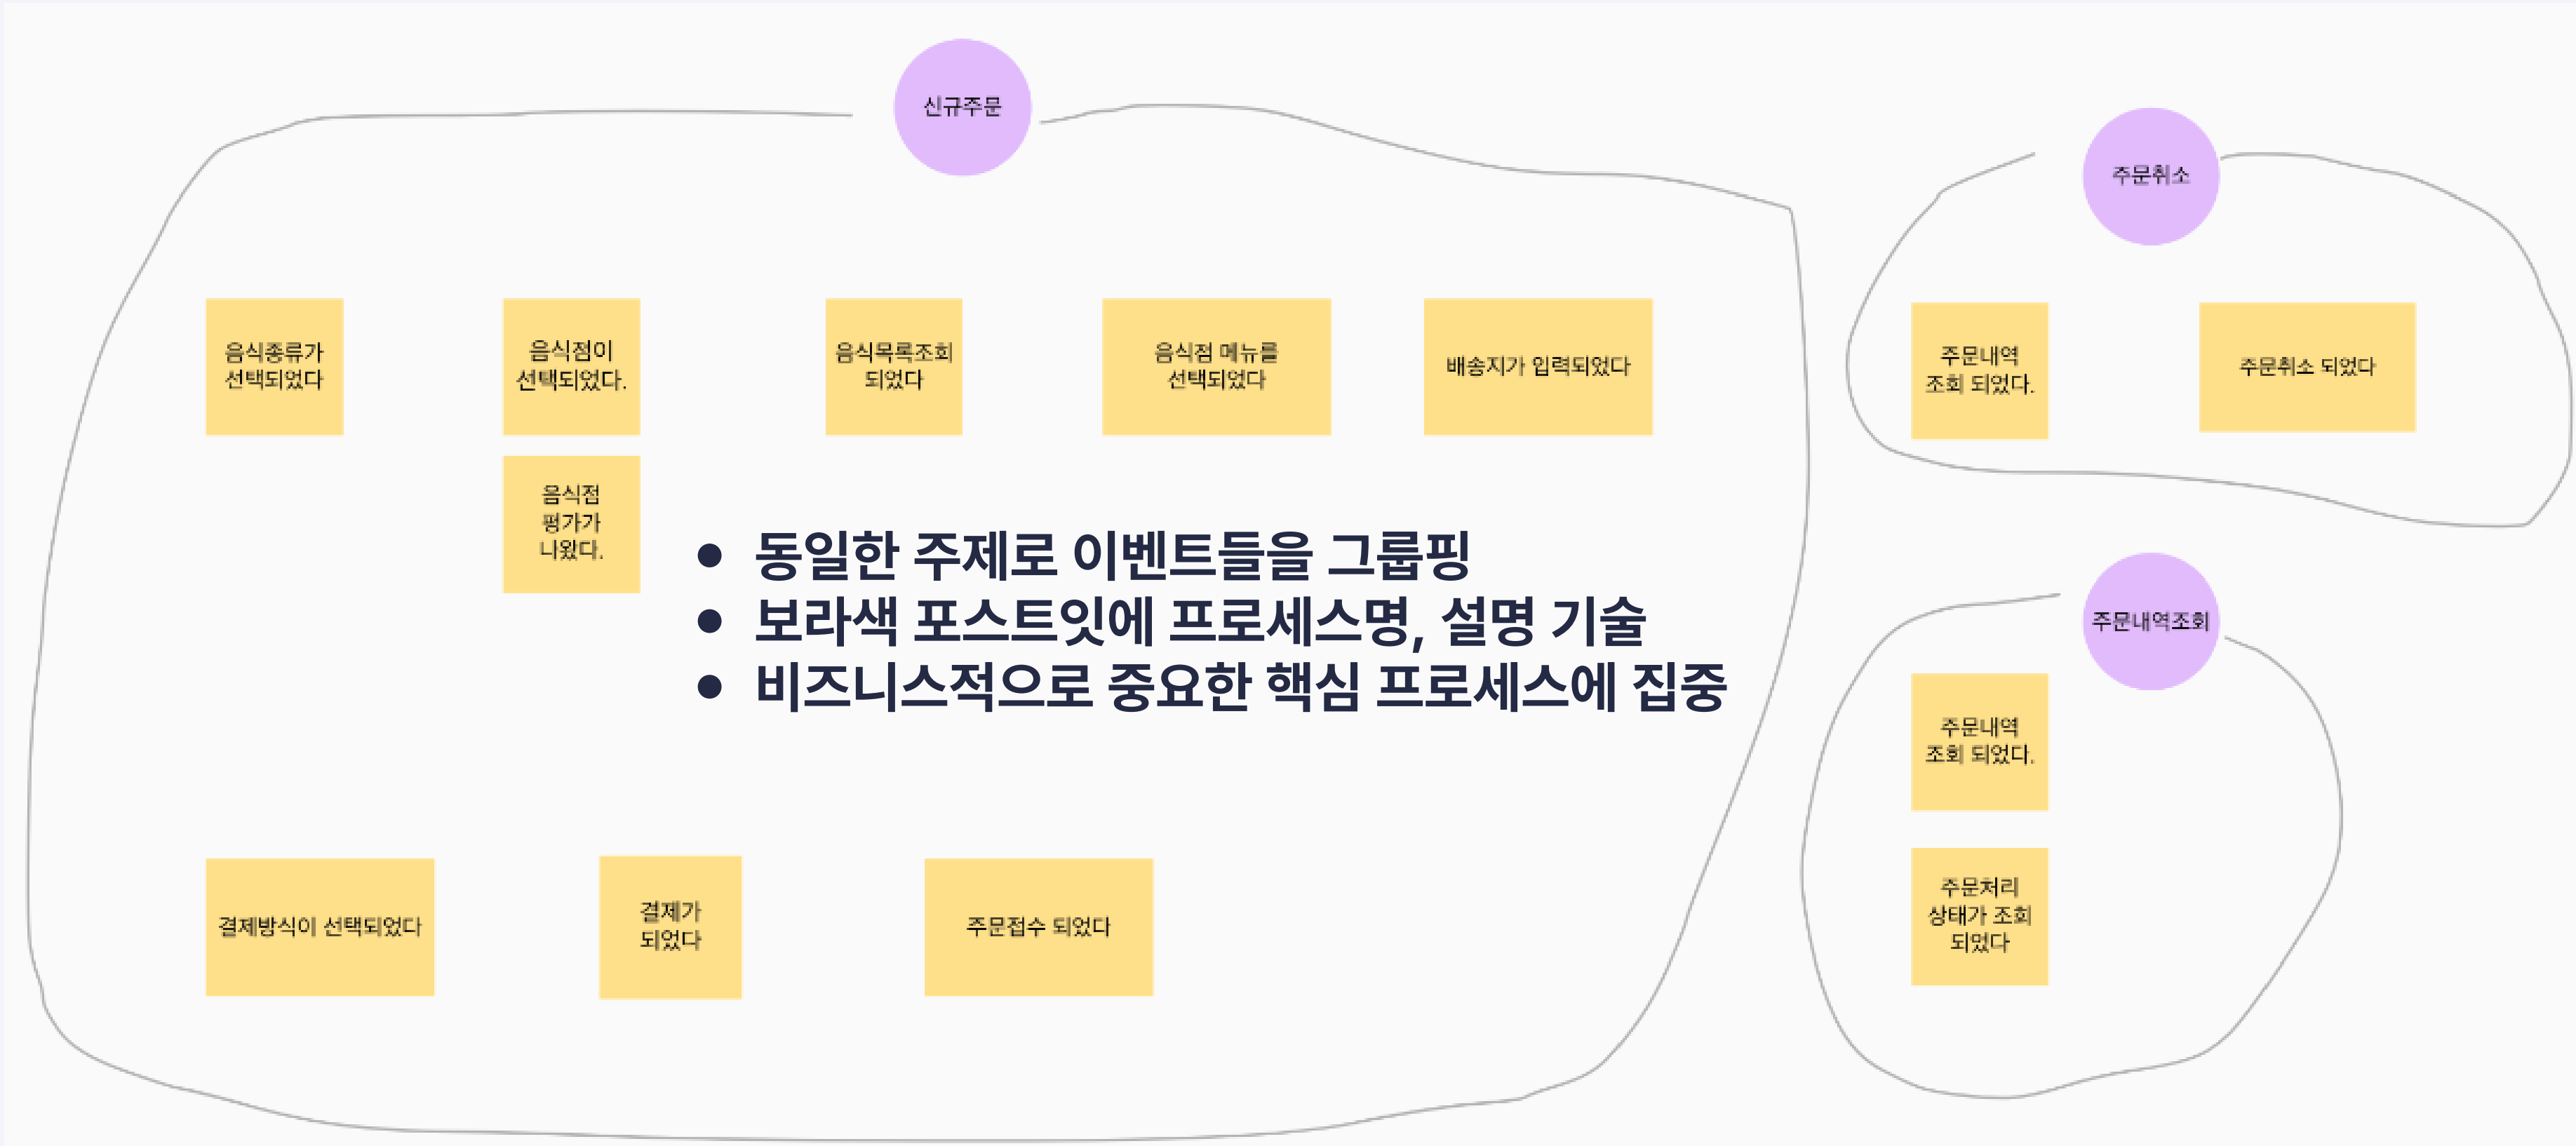 신규주문
음식종류가
선택되었다
음식점이
선택되었다.
음식목록조회
되었다
음식점 메뉴를
선택되었다
배송지가 입력되었다
음식점
평가가
나왔다.
• 동일한 주제로 이벤트들을 그룹핑
• 보라색 포스트잇에 프로세스명, 설명 기술
• 비즈니스적으로 중요한 핵심 프로세스에 집중
결제방식이 선택되었다
결제가
되었다
주문접수 되었다
주문취소
주문내역
조회 되었다.
주문취소 되었다
주문내역조회
주문내역
조회 되었다.
주문처리
상태가 조회
되었다